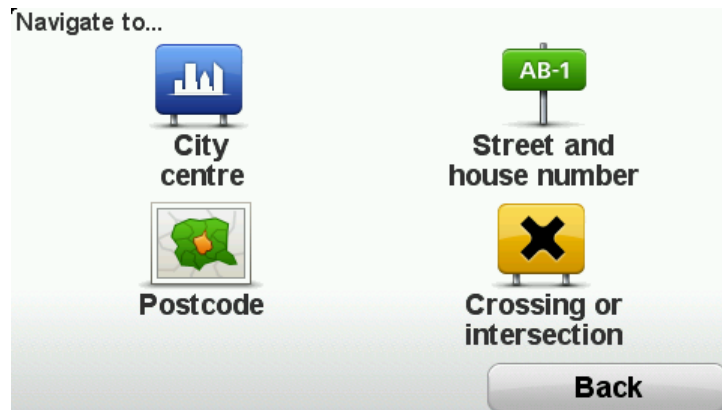 Navigate to...
AB-1
City
centre
Street and
house number
Postcode
Crossing or
intersection
Back